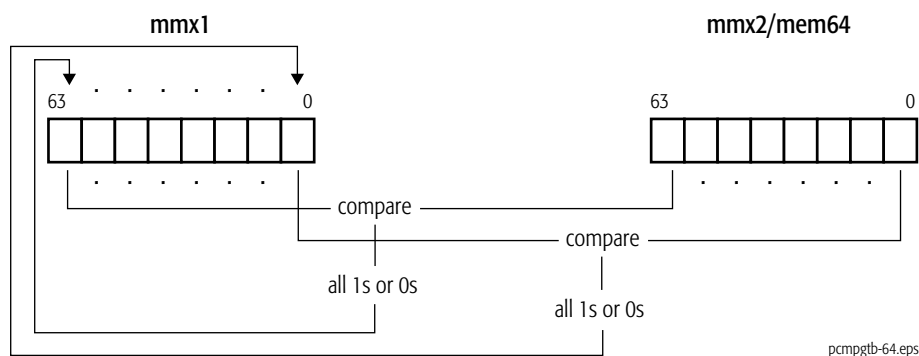 mmx1
mmx2/mem64
. . . . . .
63
0
63
0
. . . . . .
. . . . . .
compare
compare
all 1s or 0s
all 1s or 0s
pcmpgtb-64.eps